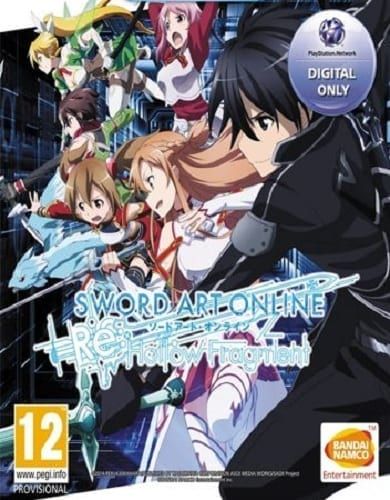 PlayStation Network
DIGITAL
ONLY
SWORD ART ONLINE
ソードアート・オンライン
Re: Hollow Fragment
12
www.pegi.info
PROVISIONAL
BANDAI
NAMCO
Entertainment